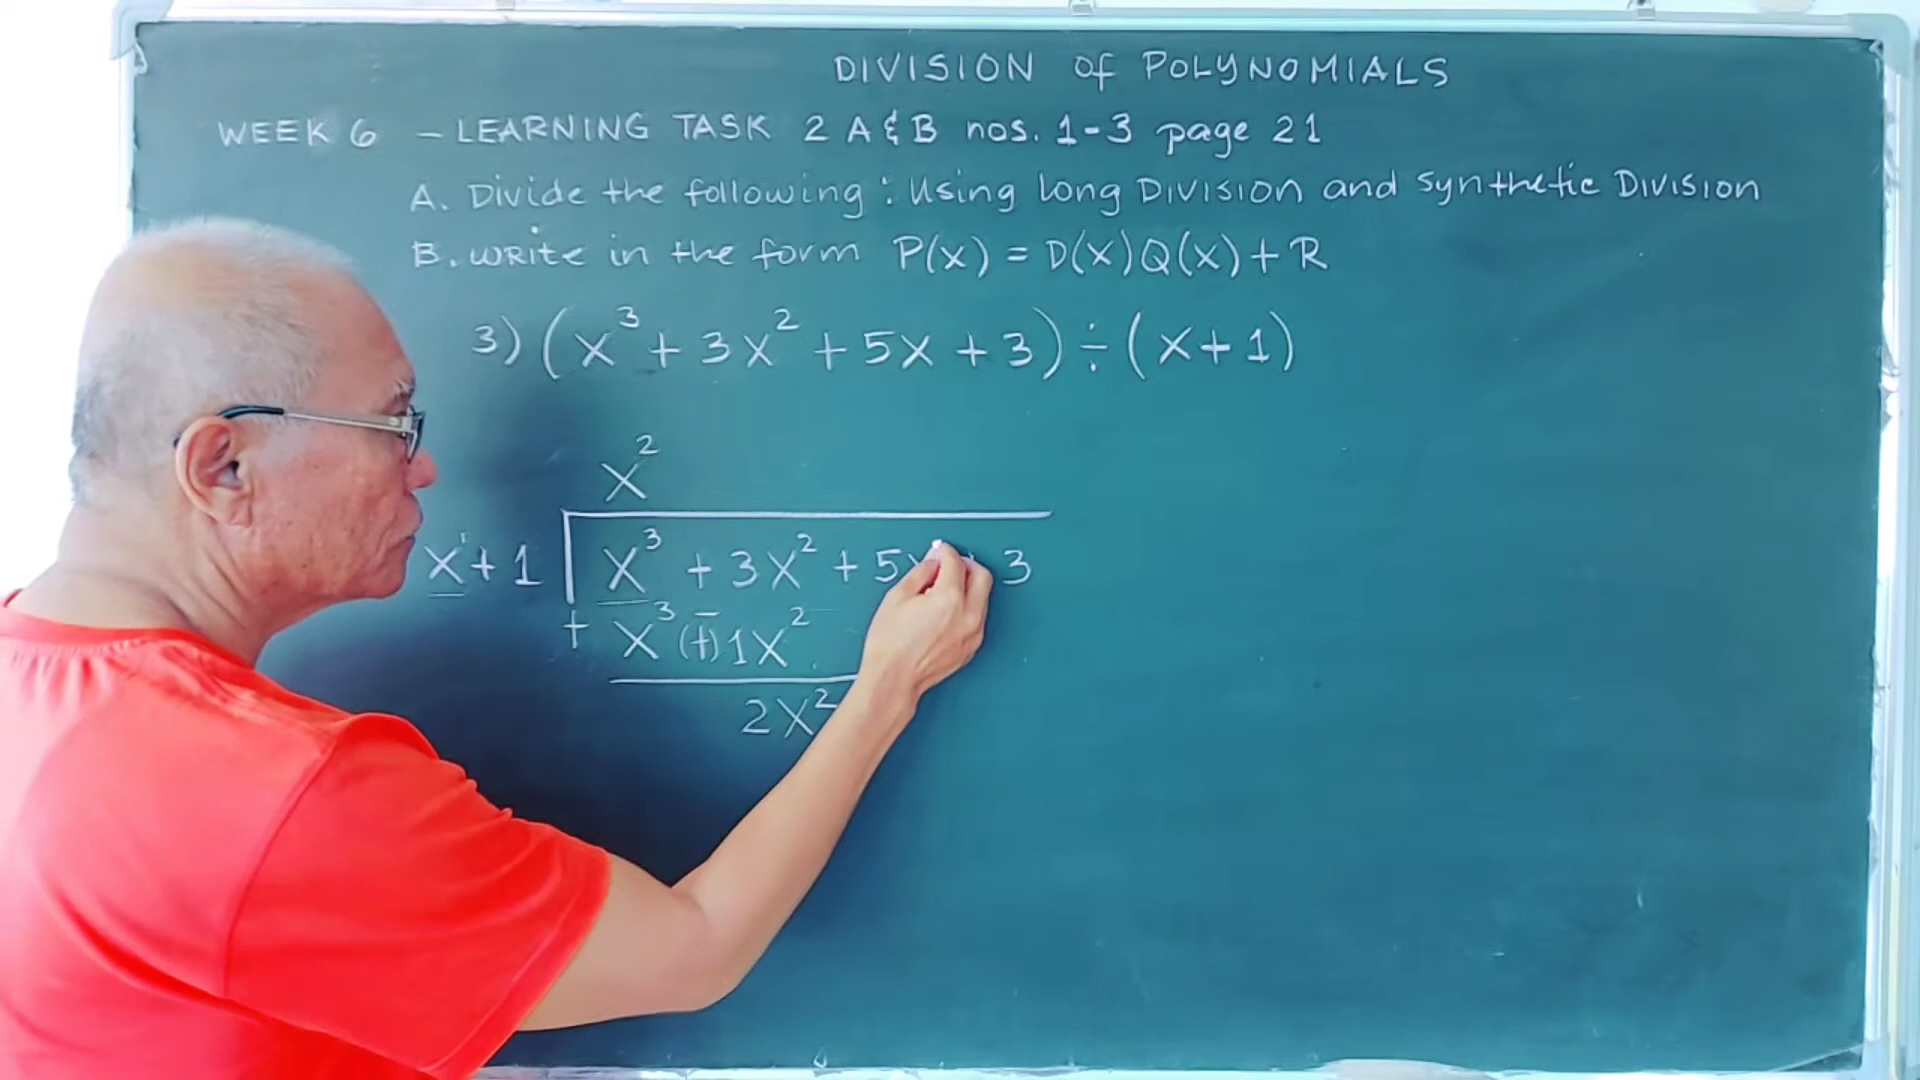 DIVISION of POLYNOMIALS
WEEK 6 – LEARNING TASK 2 A & B nos. 1-3 page 21
A. Divide the following : Using Long DIVISION and Synthetic DIVISION
B. WRITE in the form P(X) = D(X)Q(X) + R
3) (X³ + 3X² + 5X + 3) ÷ (X + 1)
X²
X¹ + 1 X³ + 3X² + 5X + 3
+ X³ (+) 1X²
2X²